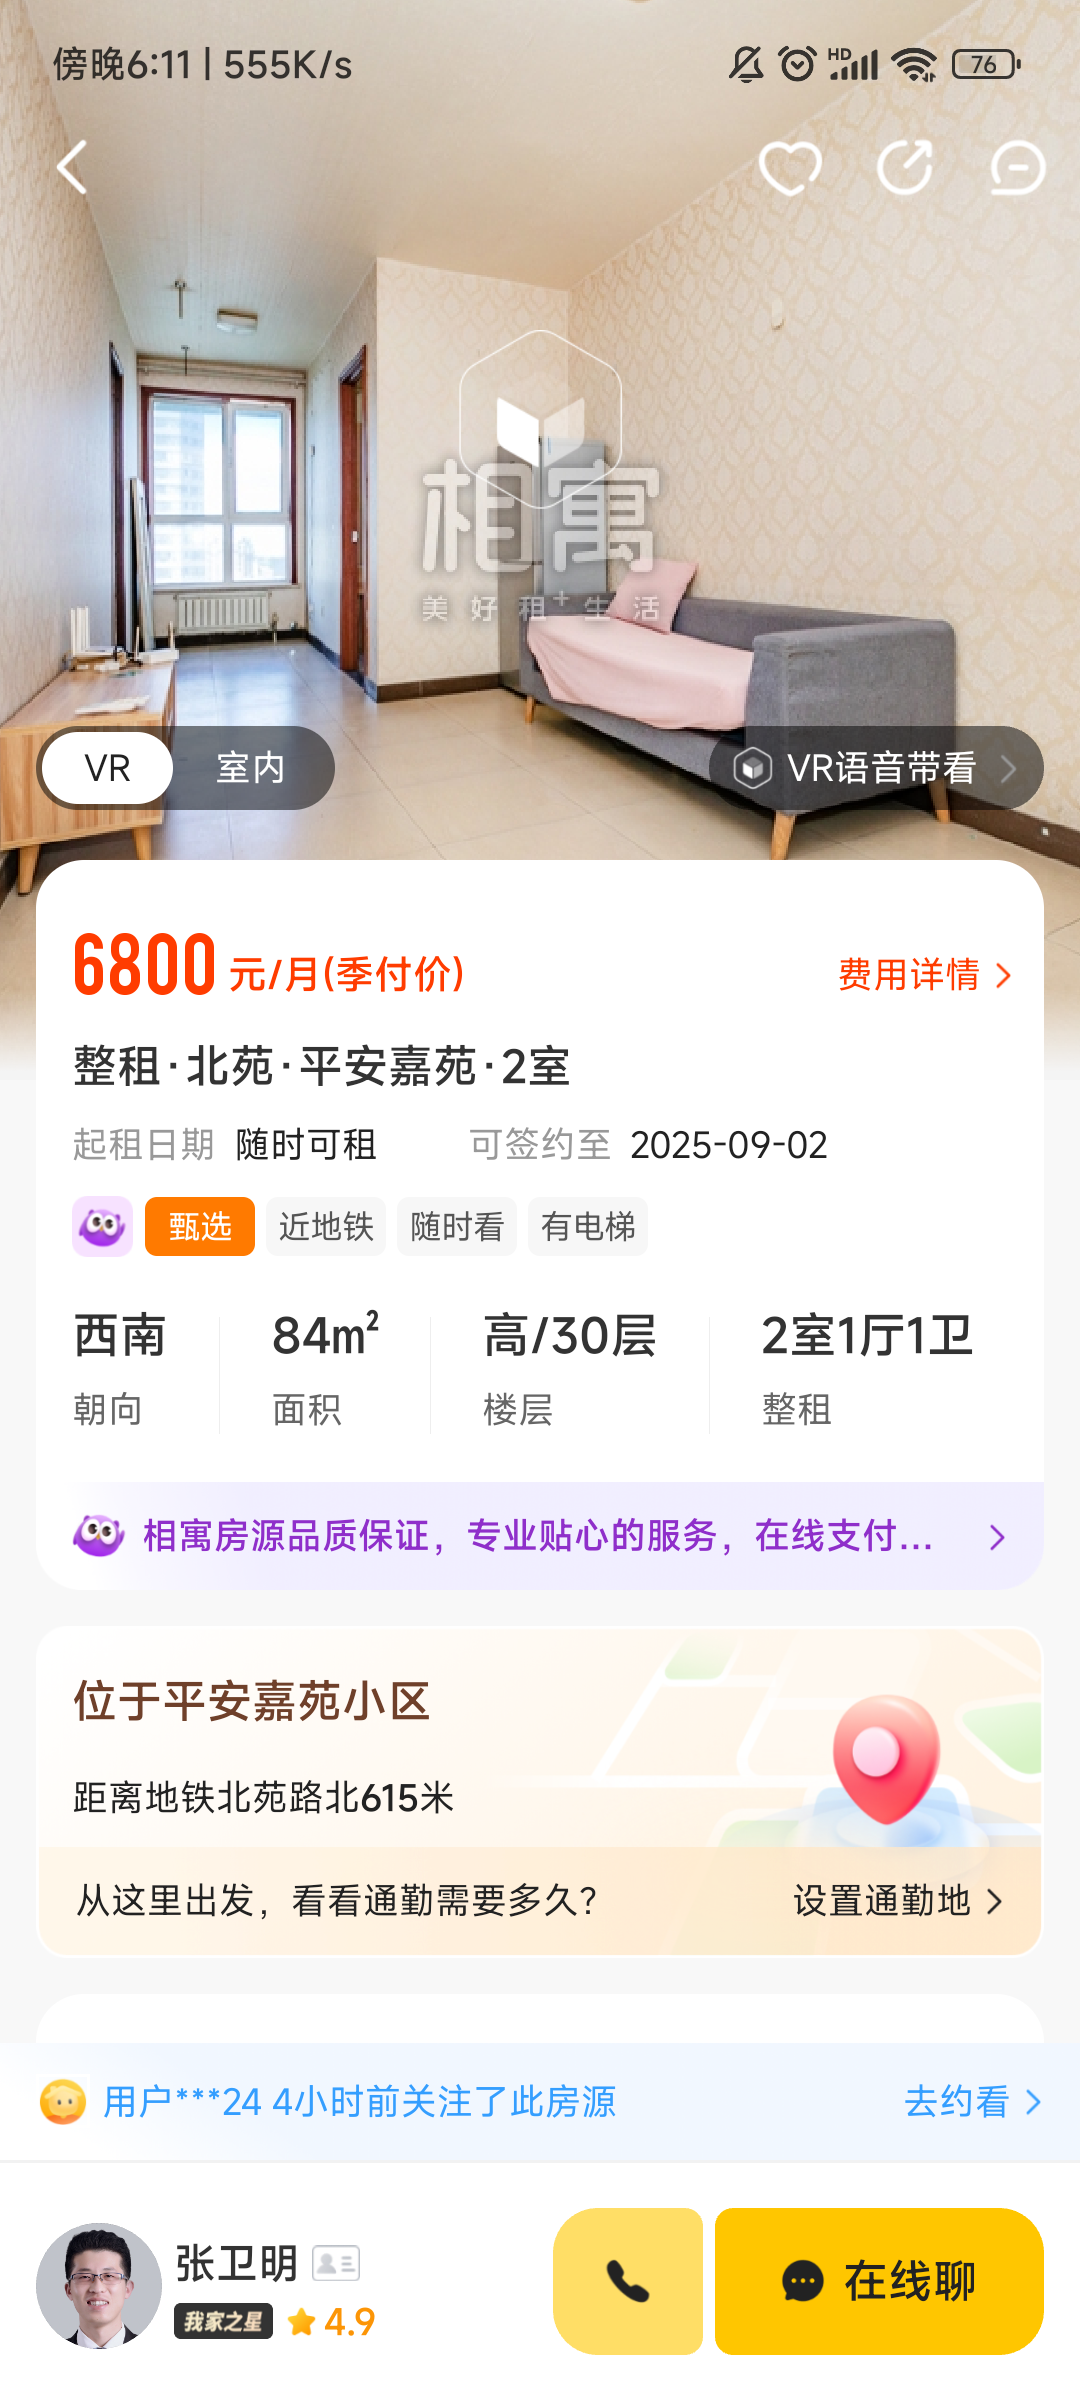 傍晚6:11 | 555K/s
HD
76
相寓
美好租+生活
VR
室内
VR语音带看
6800 元/月(季付价)
费用详情
整租·北苑·平安嘉苑·2室
起租日期 随时可租
可签约至 2025-09-02
甄选
近地铁
随时看
有电梯
西南
84m²
高/30层
2室1厅1卫
朝向
面积
楼层
整租
相寓房源品质保证，专业贴心的服务，在线支付...
位于平安嘉苑小区
距离地铁北苑路北615米
从这里出发，看看通勤需要多久?
设置通勤地
用户***24 4小时前关注了此房源
去约看
张卫明
我家之星
4.9
在线聊